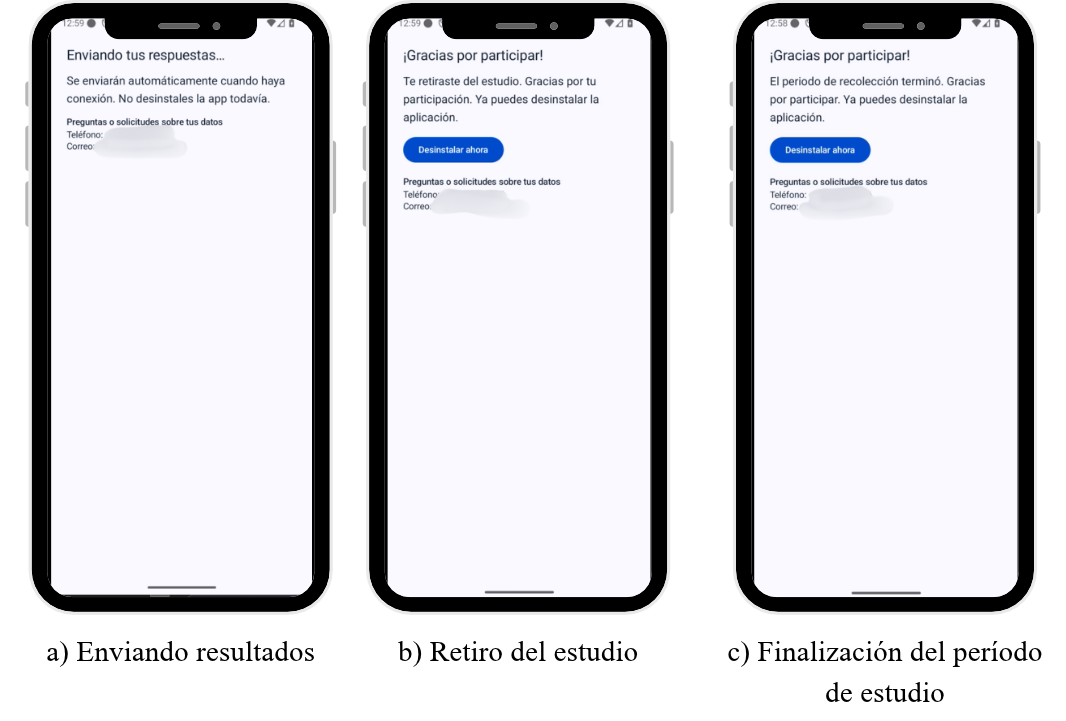 12:59
Enviando tus respuestas...
Se enviarán automáticamente cuando haya
conexión. No desinstales la app todavía.
Preguntas o solicitudes sobre tus datos
Teléfono:
Correo:
a) Enviando resultados
12:59
¡Gracias por participar!
Te retiraste del estudio. Gracias por tu
participación. Ya puedes desinstalar la
aplicación.
Desinstalar ahora
Preguntas o solicitudes sobre tus datos
Teléfono:
Correo:
b) Retiro del estudio
12:58
¡Gracias por participar!
El periodo de recolección terminó. Gracias
por participar. Ya puedes desinstalar la
aplicación.
Desinstalar ahora
Preguntas o solicitudes sobre tus datos
Teléfono:
Correo:
c) Finalización del período
de estudio